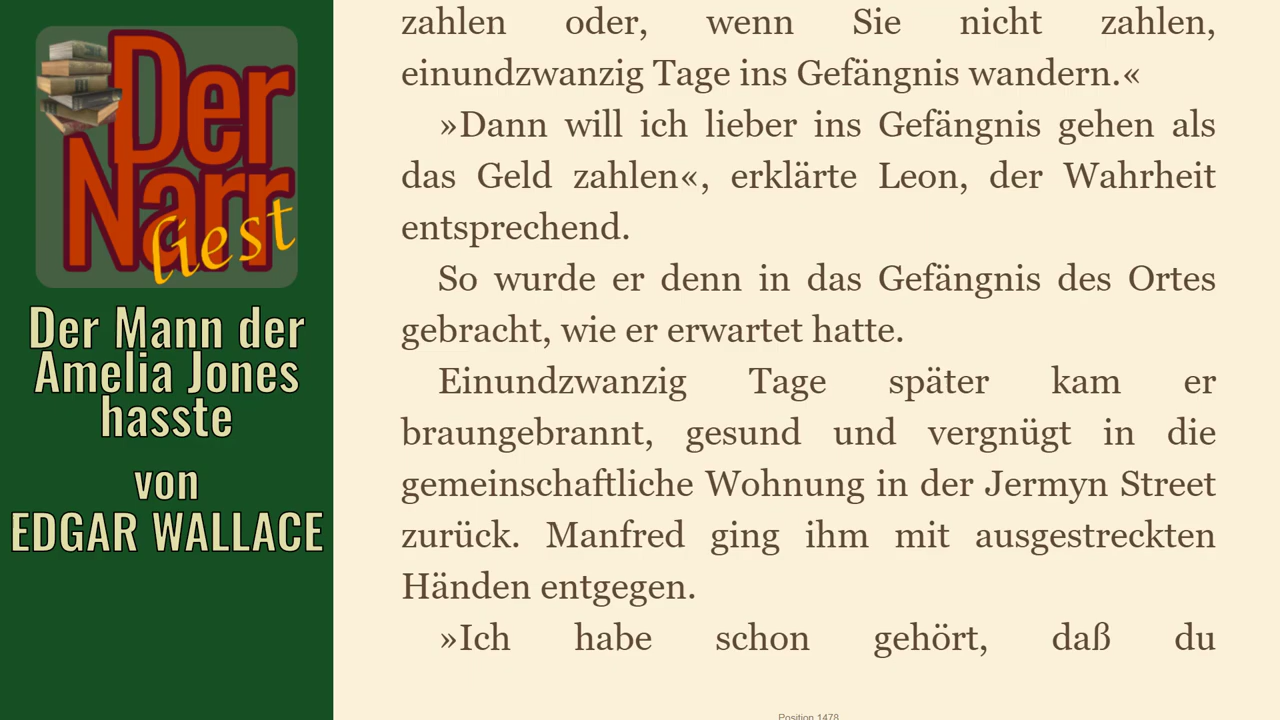 Der
Narr
liest
Der Mann der
Amelia Jones
hasste
von
EDGAR WALLACE
zahlen oder, wenn Sie nicht zahlen,
einundzwanzig Tage ins Gefängnis wandern.«
»Dann will ich lieber ins Gefängnis gehen als
das Geld zahlen«, erklärte Leon, der Wahrheit
entsprechend.
So wurde er denn in das Gefängnis des Ortes
gebracht, wie er erwartet hatte.
Einundzwanzig Tage später kam er
braungebrannt, gesund und vergnügt in die
gemeinschaftliche Wohnung in der Jermyn Street
zurück. Manfred ging ihm mit ausgestreckten
Händen entgegen.
»Ich habe schon gehört, daß du
Position 1478